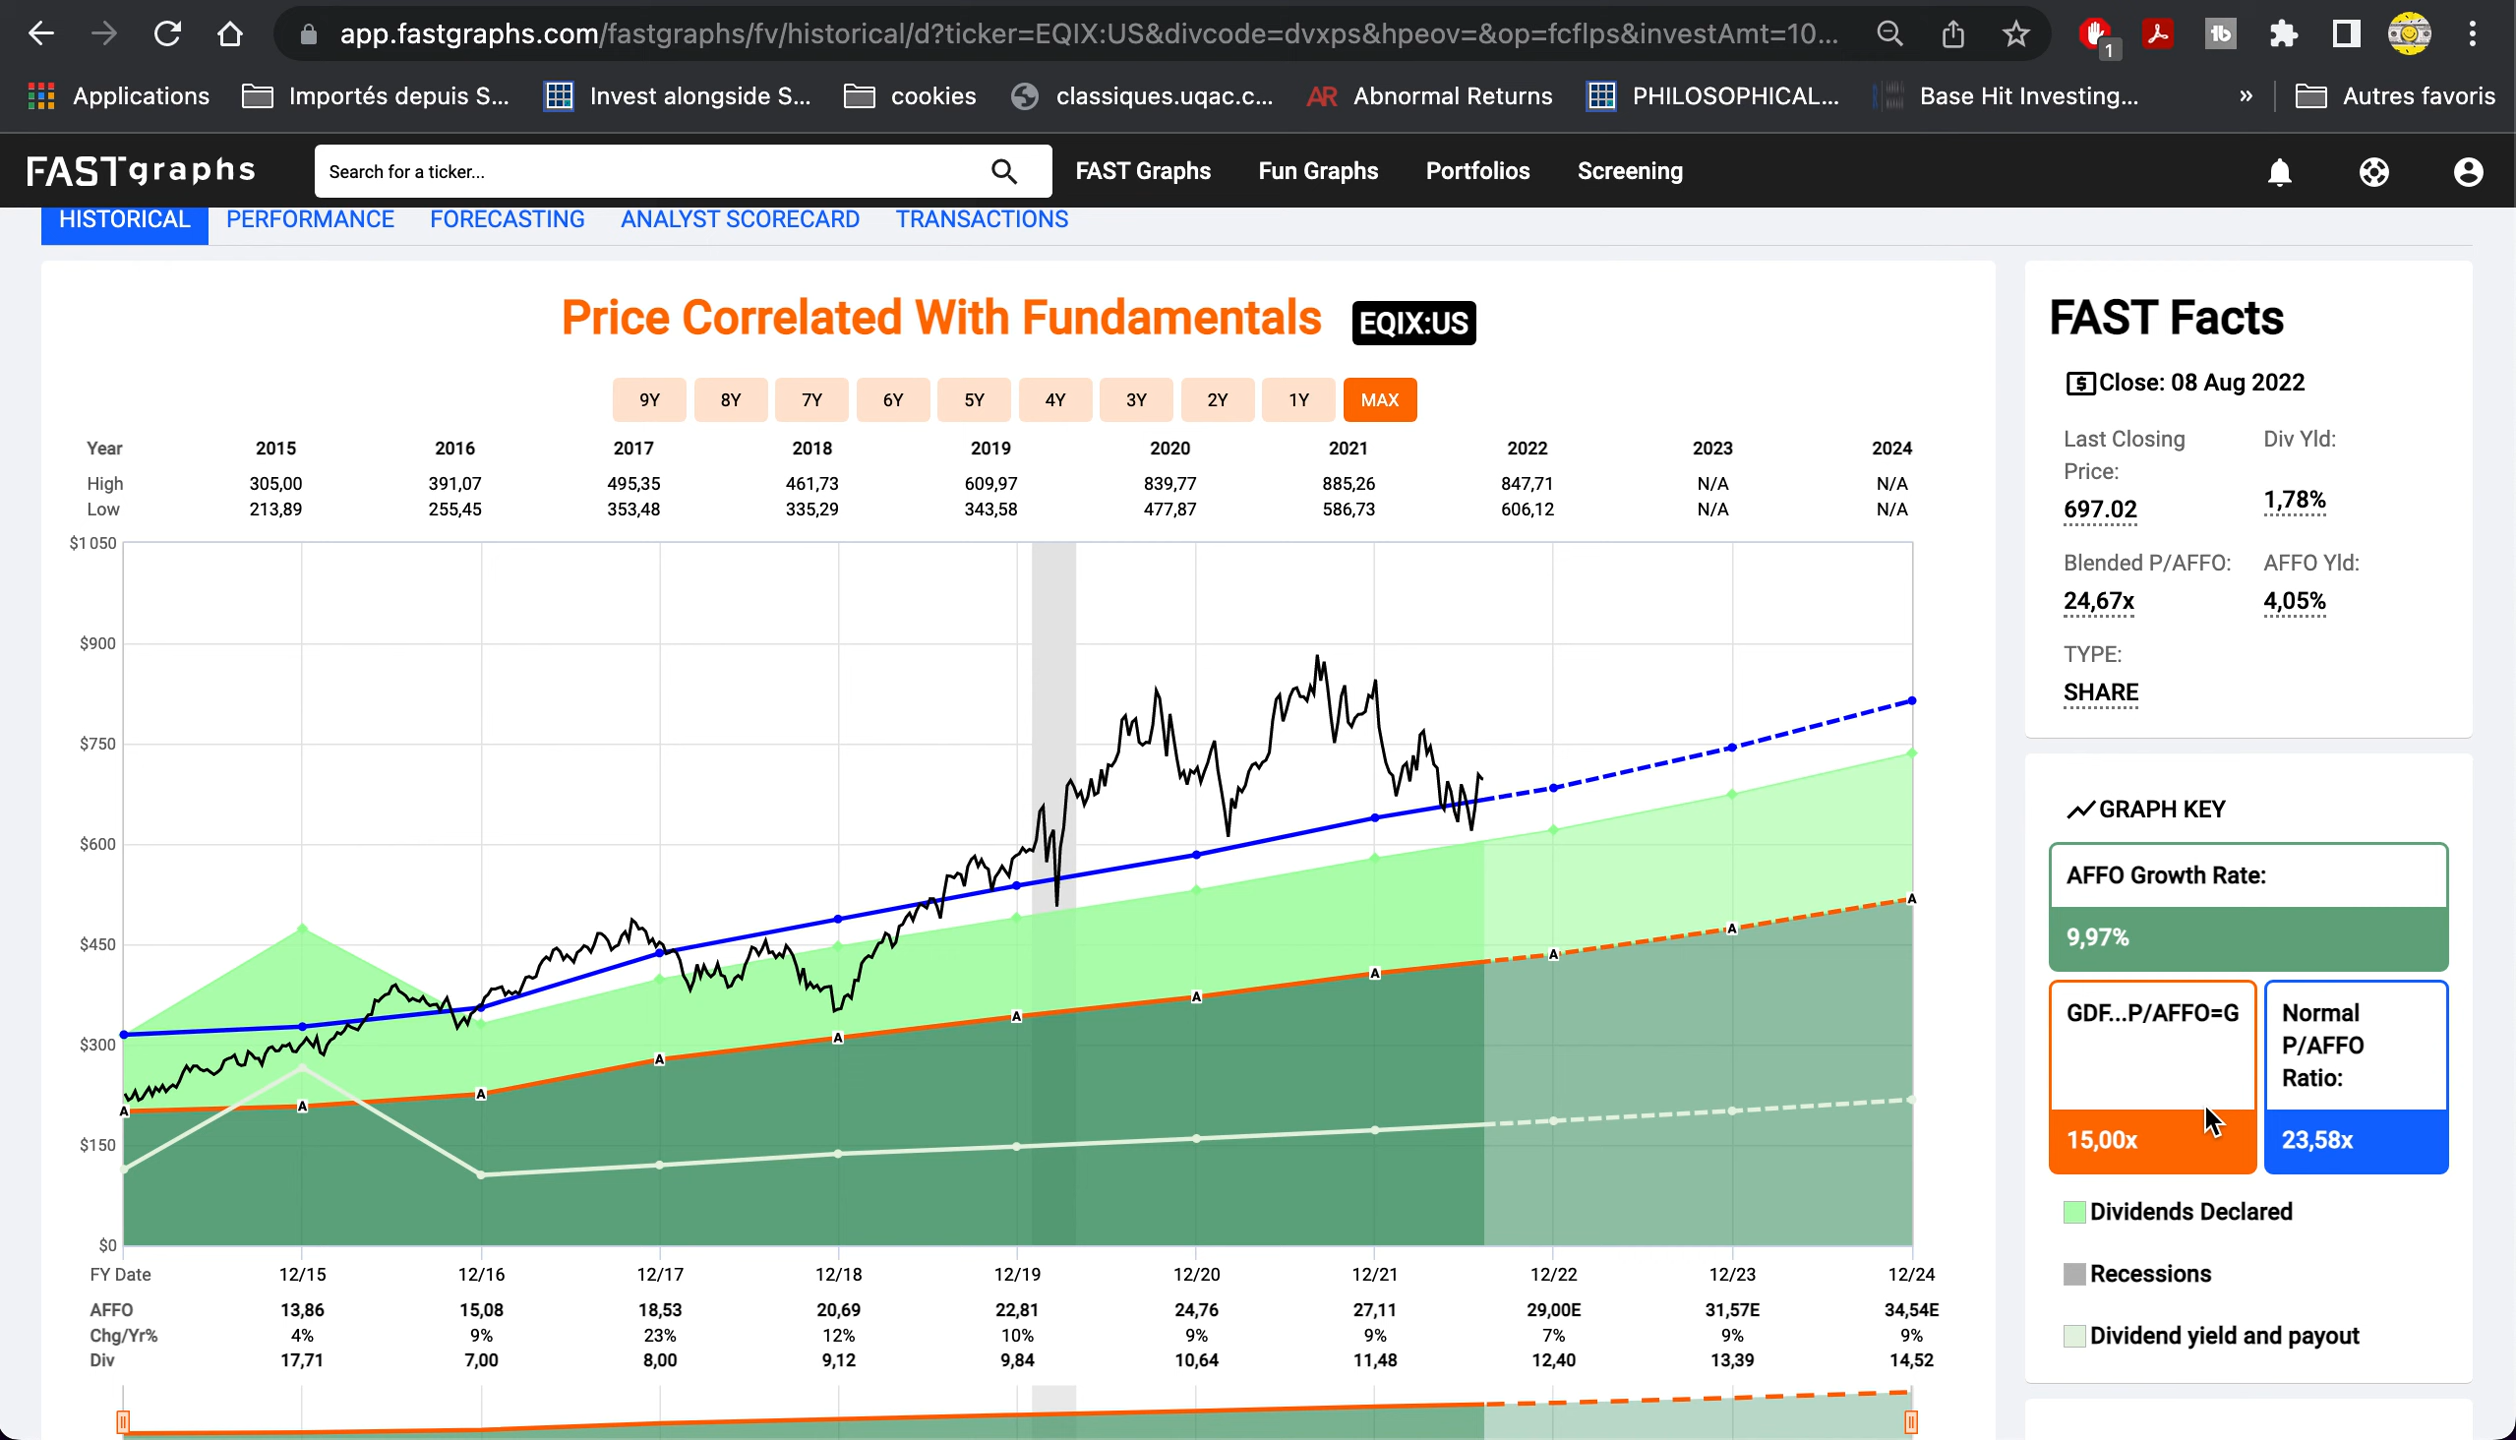 app.fastgraphs.com/fastgraphs/fv/historical/d?ticker=EQIX:US&divcode=dvxps&hpeov=&op=fcflps&investAmt=10...
1
Applications
Importés depuis S...
Invest alongside S...
cookies
classiques.uqac.c...
AR Abnormal Returns
PHILOSOPHICAL...
Base Hit Investing...
»
Autres favoris
FASTgraphs
Search for a ticker...
FAST Graphs
Fun Graphs
Portfolios
Screening
HISTORICAL
PERFORMANCE
FORECASTING
ANALYST SCORECARD
TRANSACTIONS
Price Correlated With Fundamentals EQIX:US
9Y 8Y 7Y 6Y 5Y 4Y 3Y 2Y 1Y MAX
Year 2015 2016 2017 2018 2019 2020 2021 2022 2023 2024
High 305,00 391,07 495,35 461,73 609,97 839,77 885,26 847,71 N/A N/A
Low 213,89 255,45 353,48 335,29 343,58 477,87 586,73 606,12 N/A N/A
$1 050
$900
$750
$600
$450
$300
$150
$0
A A A A A A A A A A A
FY Date 12/15 12/16 12/17 12/18 12/19 12/20 12/21 12/22 12/23 12/24
AFFO 13,86 15,08 18,53 20,69 22,81 24,76 27,11 29,00E 31,57E 34,54E
Chg/Yr% 4% 9% 23% 12% 10% 9% 9% 7% 9% 9%
Div 17,71 7,00 8,00 9,12 9,84 10,64 11,48 12,40 13,39 14,52
FAST Facts
Close: 08 Aug 2022
Last Closing
Price:
697.02
Div Yld:
1,78%
Blended P/AFFO:
24,67x
AFFO Yld:
4,05%
TYPE:
SHARE
GRAPH KEY
AFFO Growth Rate:
9,97%
GDF...P/AFFO=G
15,00x
Normal
P/AFFO
Ratio:
23,58x
Dividends Declared
Recessions
Dividend yield and payout